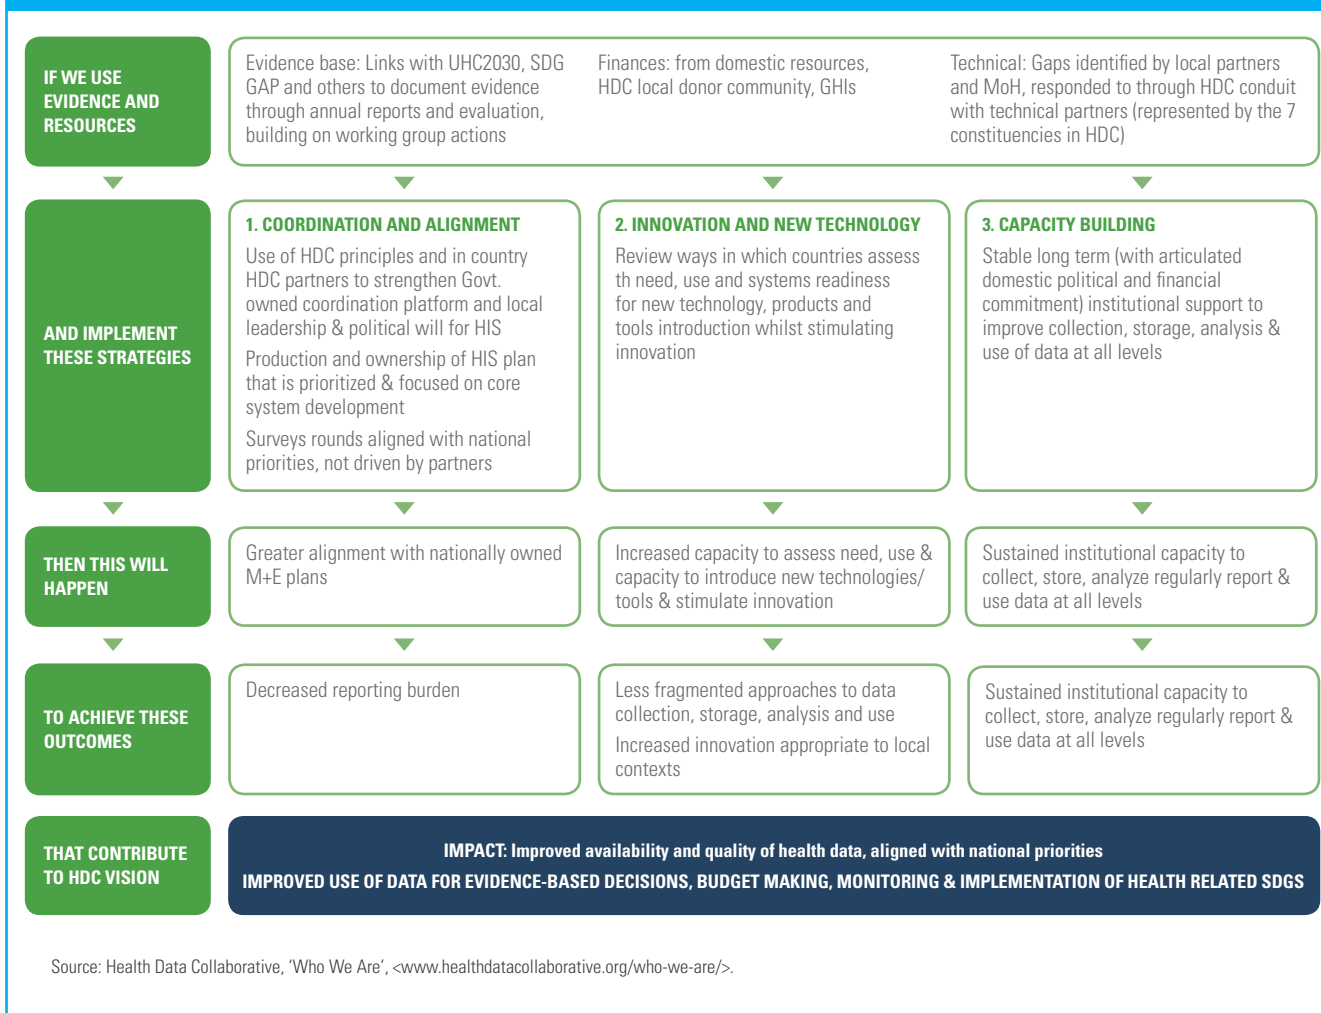 IF WE USE
EVIDENCE AND
RESOURCES
Evidence base: Links with UHC2030, SDG
GAP and others to document evidence
through annual reports and evaluation,
building on working group actions
Finances: from domestic resources,
HDC local donor community, GHIs
Technical: Gaps identified by local partners
and MoH, responded to through HDC conduit
with technical partners (represented by the 7
constituencies in HDC)
AND IMPLEMENT
THESE STRATEGIES
1. COORDINATION AND ALIGNMENT
Use of HDC principles and in country
HDC partners to strengthen Govt.
owned coordination platform and local
leadership & political will for HIS
Production and ownership of HIS plan
that is prioritized & focused on core
system development
Surveys rounds aligned with national
priorities, not driven by partners
2. INNOVATION AND NEW TECHNOLOGY
Review ways in which countries assess
th need, use and systems readiness
for new technology, products and
tools introduction whilst stimulating
innovation
3. CAPACITY BUILDING
Stable long term (with articulated
domestic political and financial
commitment) institutional support to
improve collection, storage, analysis &
use of data at all levels
THEN THIS WILL
HAPPEN
Greater alignment with nationally owned
M+E plans
Increased capacity to assess need, use &
capacity to introduce new technologies/
tools & stimulate innovation
Sustained institutional capacity to
collect, store, analyze regularly report &
use data at all levels
TO ACHIEVE THESE
OUTCOMES
Decreased reporting burden
Less fragmented approaches to data
collection, storage, analysis and use
Increased innovation appropriate to local
contexts
Sustained institutional capacity to
collect, store, analyze regularly report &
use data at all levels
THAT CONTRIBUTE
TO HDC VISION
IMPACT: Improved availability and quality of health data, aligned with national priorities
IMPROVED USE OF DATA FOR EVIDENCE-BASED DECISIONS, BUDGET MAKING, MONITORING & IMPLEMENTATION OF HEALTH RELATED SDGS
Source: Health Data Collaborative, ‘Who We Are’, <www.healthdatacollaborative.org/who-we-are/>.